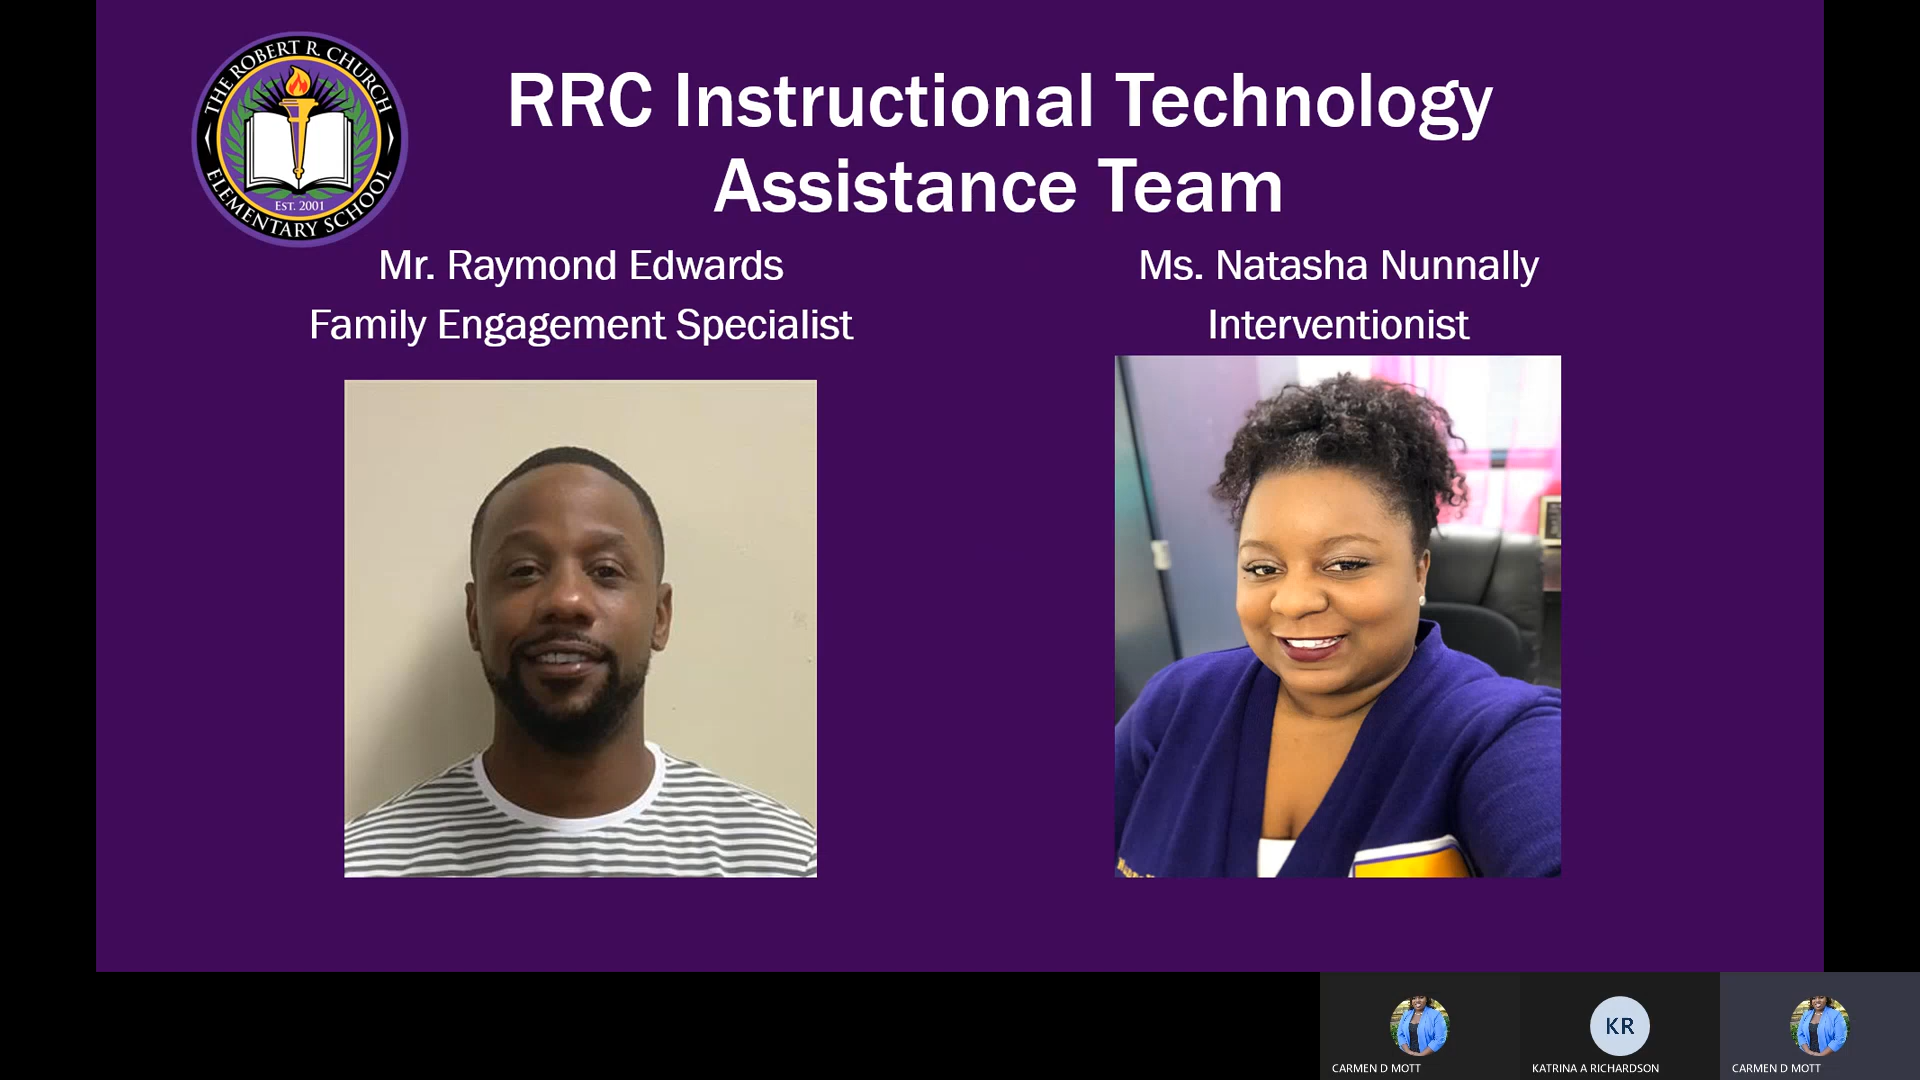 THE ROBERT R. CHURCH
EST. 2001
ELEMENTARY SCHOOL
RRC Instructional Technology
Assistance Team
Mr. Raymond Edwards
Family Engagement Specialist
Ms. Natasha Nunnally
Interventionist
KR
CARMEN D MOTT
KATRINA A RICHARDSON
CARMEN D MOTT